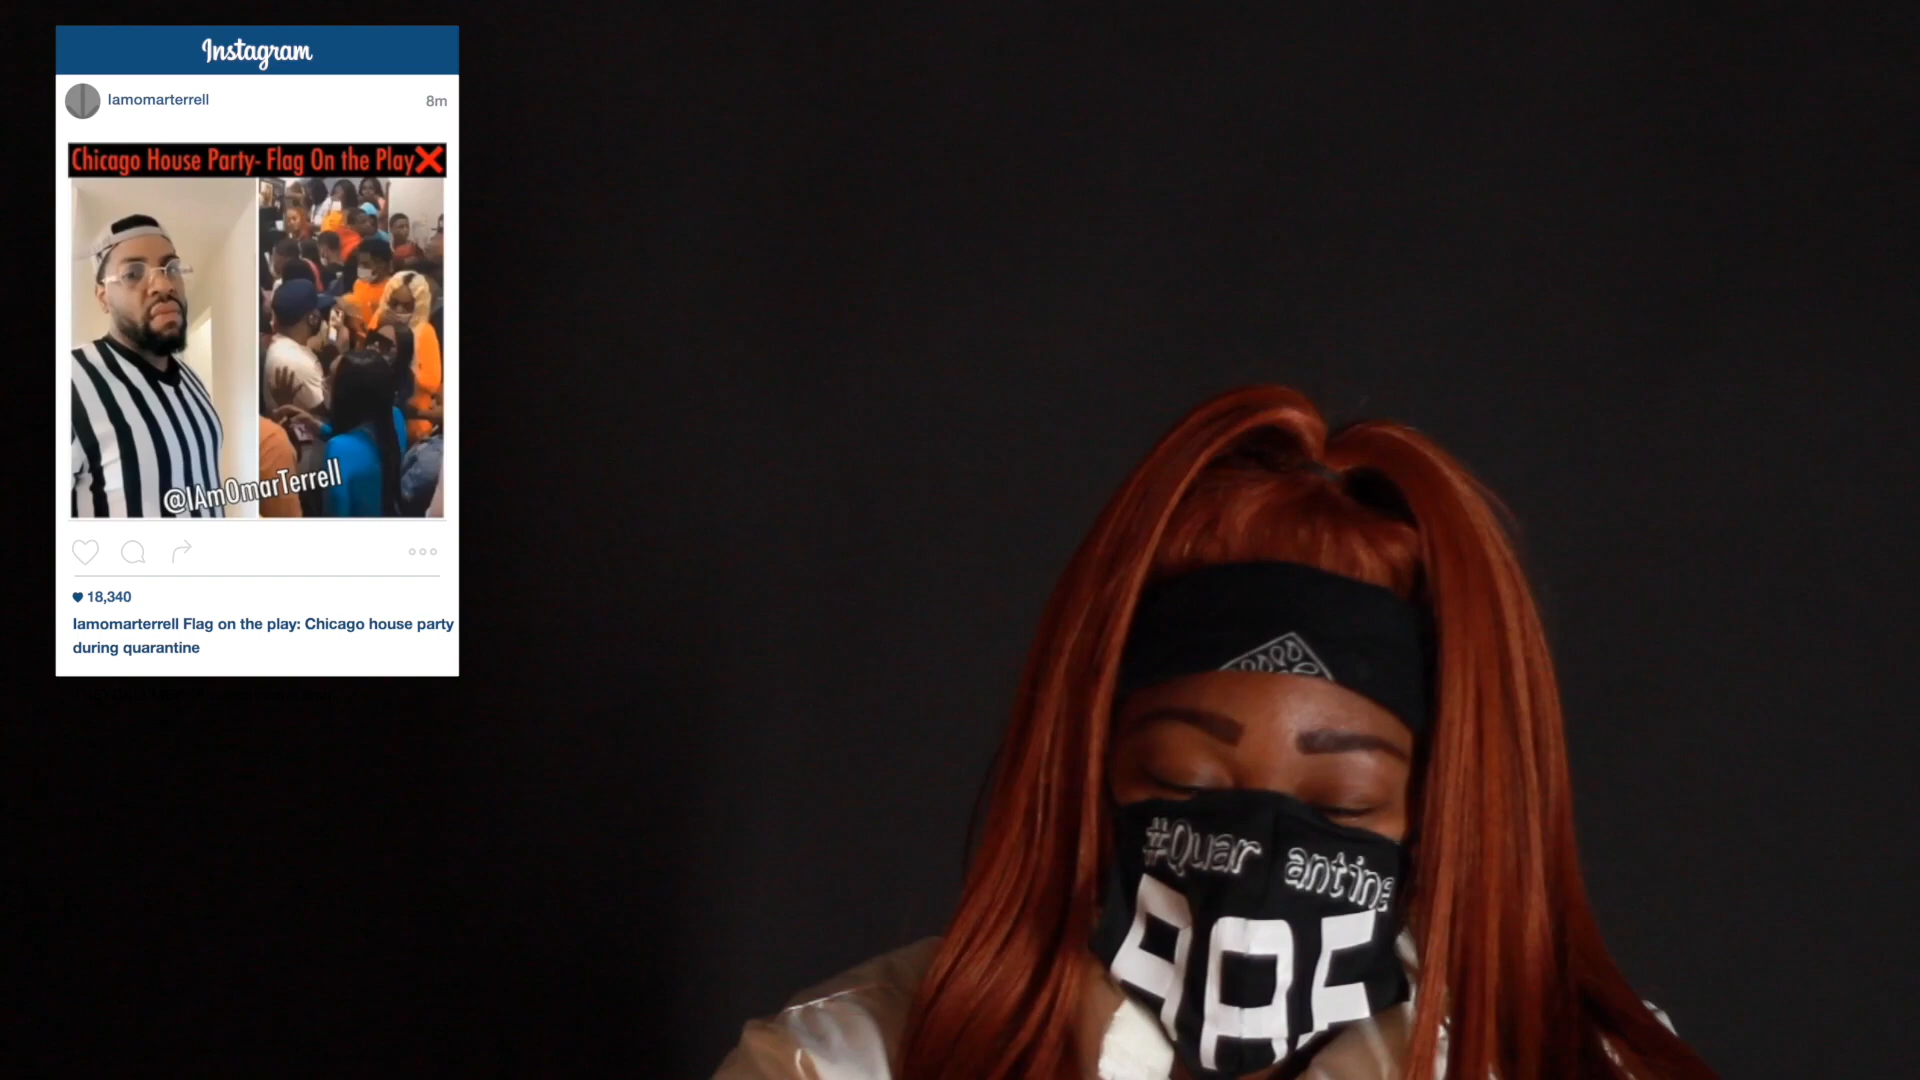 Instagram
Iamomarterrell
8m
Chicago House Party- Flag On the Play
@IAmOmarTerrell
18,340
Iamomarterrell Flag on the play: Chicago house party
during quarantine
#Quar antine